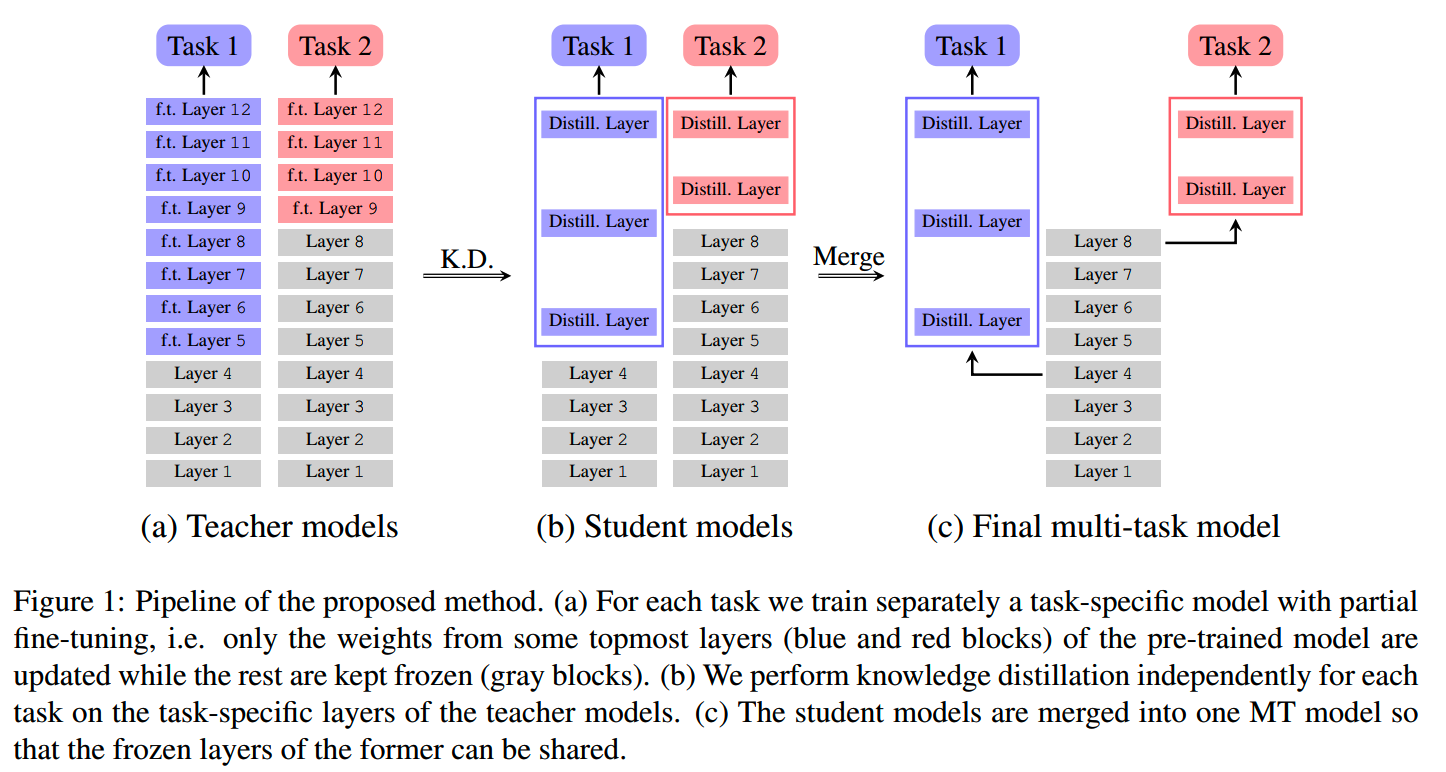 Task 1
Task 2
f.t. Layer 12
f.t. Layer 11
f.t. Layer 10
f.t. Layer 9
f.t. Layer 8
f.t. Layer 7
f.t. Layer 6
f.t. Layer 5
Layer 4
Layer 3
Layer 2
Layer 1
f.t. Layer 12
f.t. Layer 11
f.t. Layer 10
f.t. Layer 9
Layer 8
Layer 7
Layer 6
Layer 5
Layer 4
Layer 3
Layer 2
Layer 1
(a) Teacher models
K.D.
Task 1
Task 2
Distill. Layer
Distill. Layer
Distill. Layer
Layer 4
Layer 3
Layer 2
Layer 1
Distill. Layer
Distill. Layer
Layer 8
Layer 7
Layer 6
Layer 5
Layer 4
Layer 3
Layer 2
Layer 1
(b) Student models
Merge
Task 1
Task 2
Distill. Layer
Distill. Layer
Distill. Layer
Layer 8
Layer 7
Layer 6
Layer 5
Layer 4
Layer 3
Layer 2
Layer 1
Distill. Layer
Distill. Layer
(c) Final multi-task model
Figure 1: Pipeline of the proposed method. (a) For each task we train separately a task-specific model with partial
fine-tuning, i.e. only the weights from some topmost layers (blue and red blocks) of the pre-trained model are
updated while the rest are kept frozen (gray blocks). (b) We perform knowledge distillation independently for each
task on the task-specific layers of the teacher models. (c) The student models are merged into one MT model so
that the frozen layers of the former can be shared.